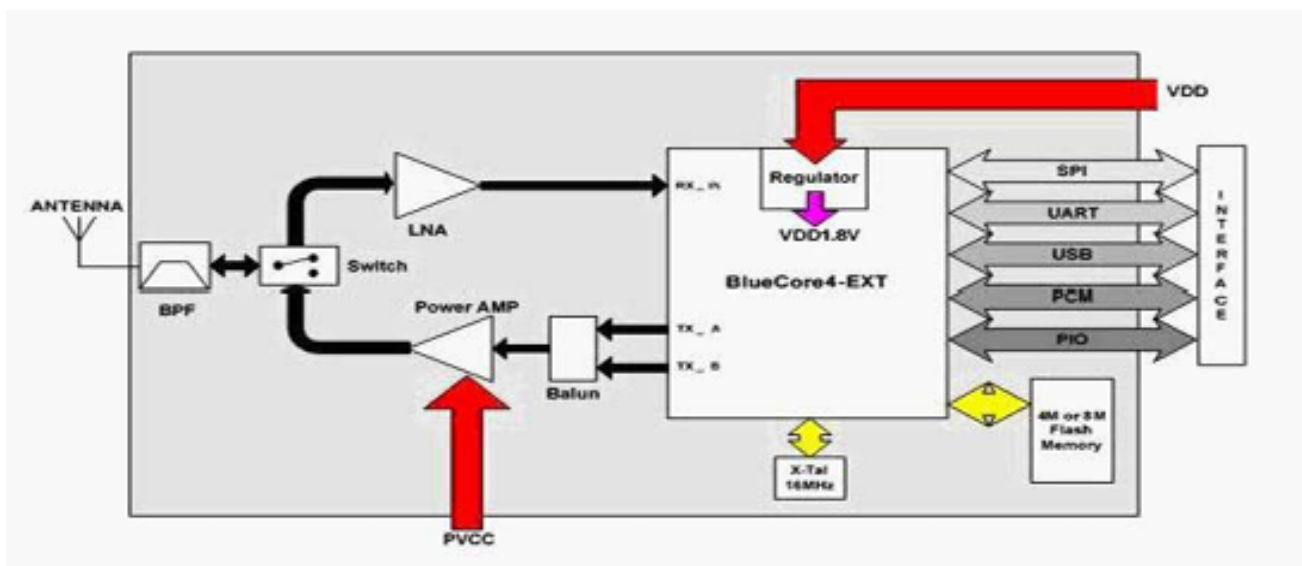 VDD
ANTENNA
Regulator
SPI
RX_ IN
LNA
UART
VDD1.8V
INTERFACE
Switch
USB
BlueCore4-EXT
BPF
Power AMP
PCM
TX_ A
PIO
TX_ B
Balun
4M or 8M
Flash
Memory
X-Tal
16MHz
PVCC